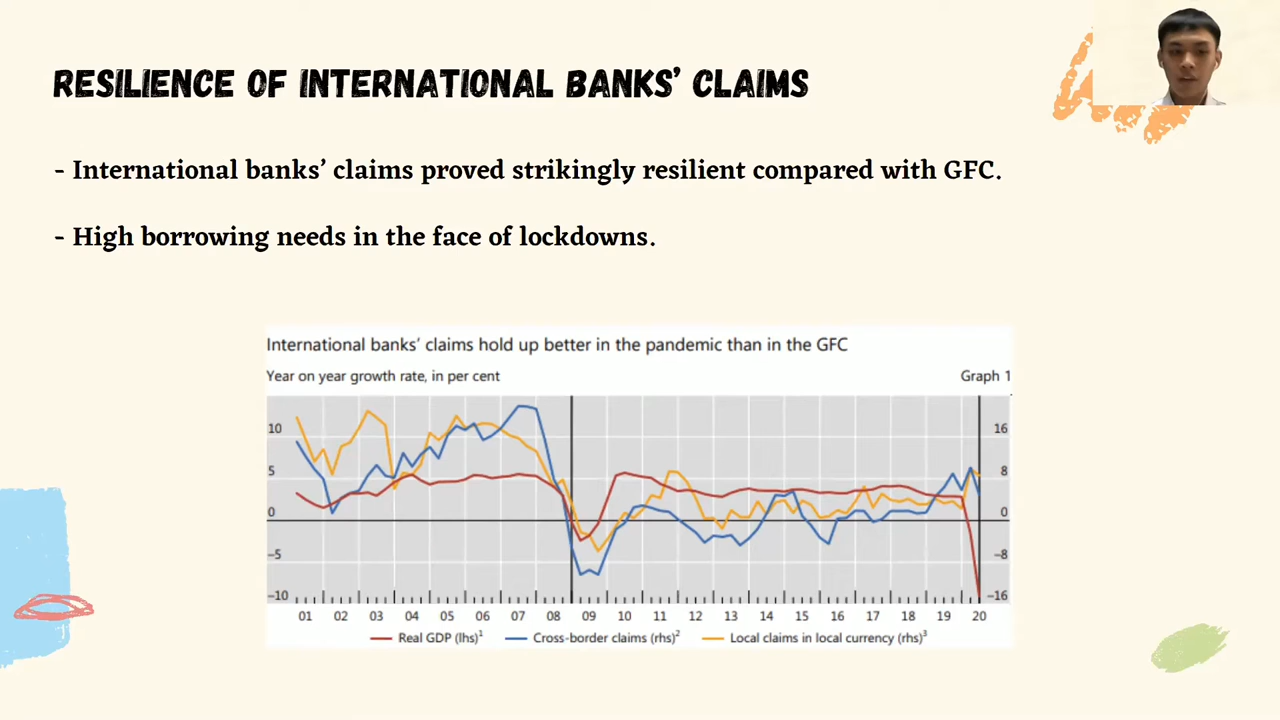 RESILIENCE OF INTERNATIONAL BANKS' CLAIMS
- International banks' claims proved strikingly resilient compared with GFC.
- High borrowing needs in the face of lockdowns.
International banks' claims hold up better in the pandemic than in the GFC
Year on year growth rate, in per cent Graph 1
10 16
5 8
0 0
–5 –8
–10 –16
01 02 03 04 05 06 07 09 10 11 12 13 14 15 16 17 18 19 20
Real GDP (lhs)¹ Cross-border claims (rhs)² Local claims in local currency (rhs)³